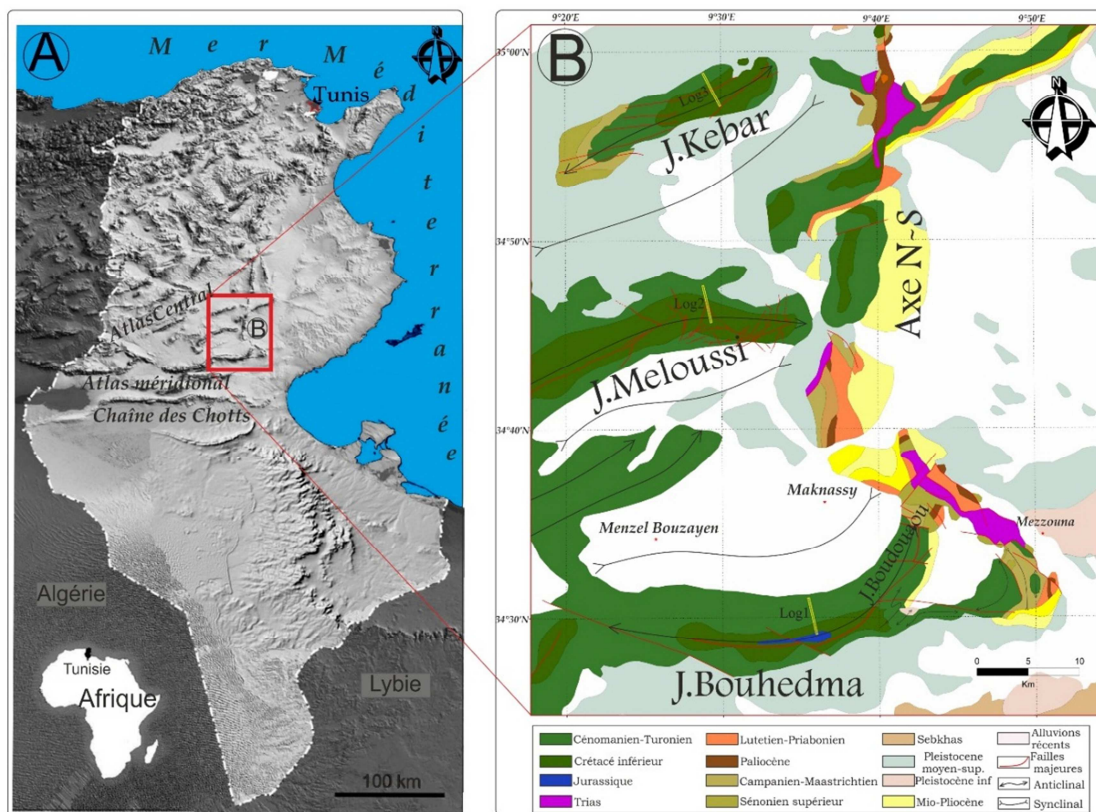 A
Mer Méditerranée
Tunis
Atlas Central
B
Atlas méridional
Chaîne des Chotts
Algérie
Tunisie
Afrique
Lybie
100 km
B
9°20' E
9°30' E
9°40' E
9°50' E
35°00' N
34°50' N
34°40' N
34°30' N
N
Log3
J.Kebar
Axe N-S
Log2
J.Meloussi
Maknassy
Menzel Bouzayen
Mezzouna
J.Boudouaou
Log1
J.Bouhedma
0 5 10
Km
Cénomanien-Turonien
Crétacé inférieur
Jurassique
Trias
Lutetien-Priabonien
Paliocène
Campanien-Maastrichtien
Sénonien supérieur
Sebkhas
Pleistocene
moyen-sup.
Pleistocène inf
Mio-Pliocène
Alluvions
récents
Failles
majeures
Anticlinal
Synclinal